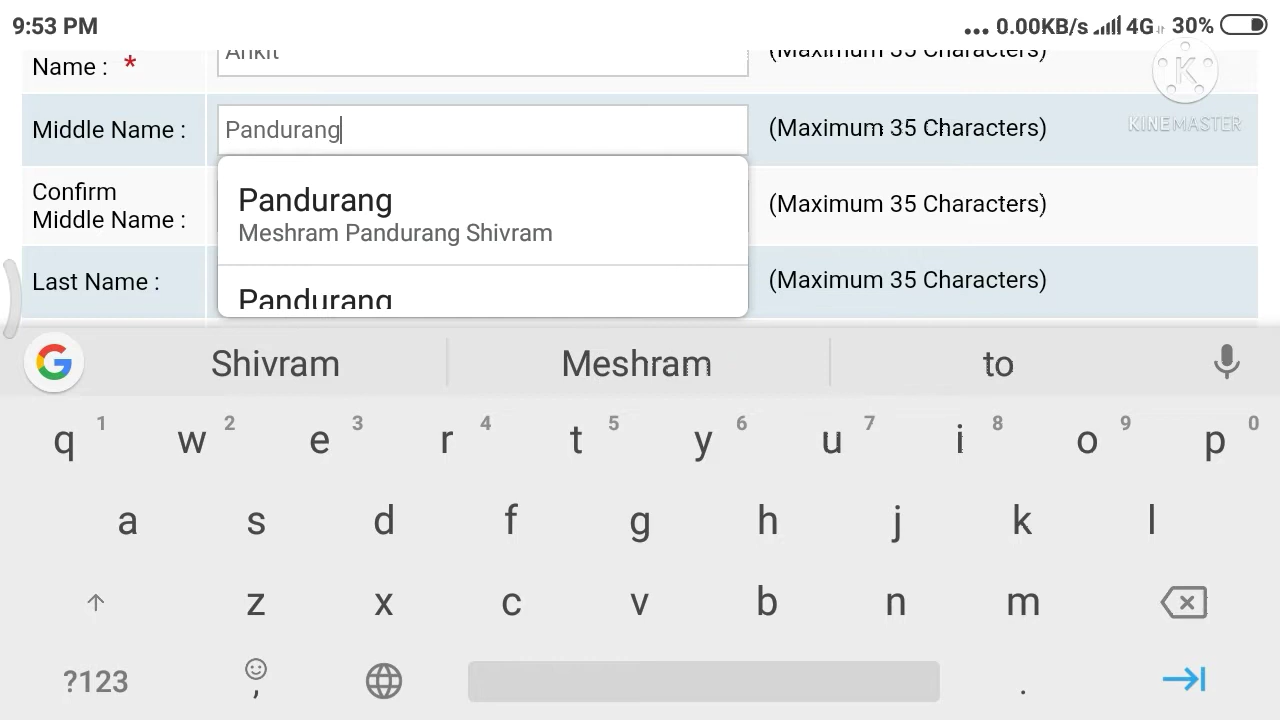 9:53 PM ... 0.00KB/s 4G 30%
Name : * Ankit (Maximum 35 Characters)
K
KINEMASTER
Middle Name : Pandurang (Maximum 35 Characters)
Pandurang
Meshram Pandurang Shivram
Confirm
Middle Name : (Maximum 35 Characters)
Last Name : (Maximum 35 Characters)
Pandurang
G Shivram Meshram to
q 1 w 2 e 3 r 4 t 5 y 6 u 7 i 8 o 9 p 0
a s d f g h j k l
z x c v b n m
?123 , .